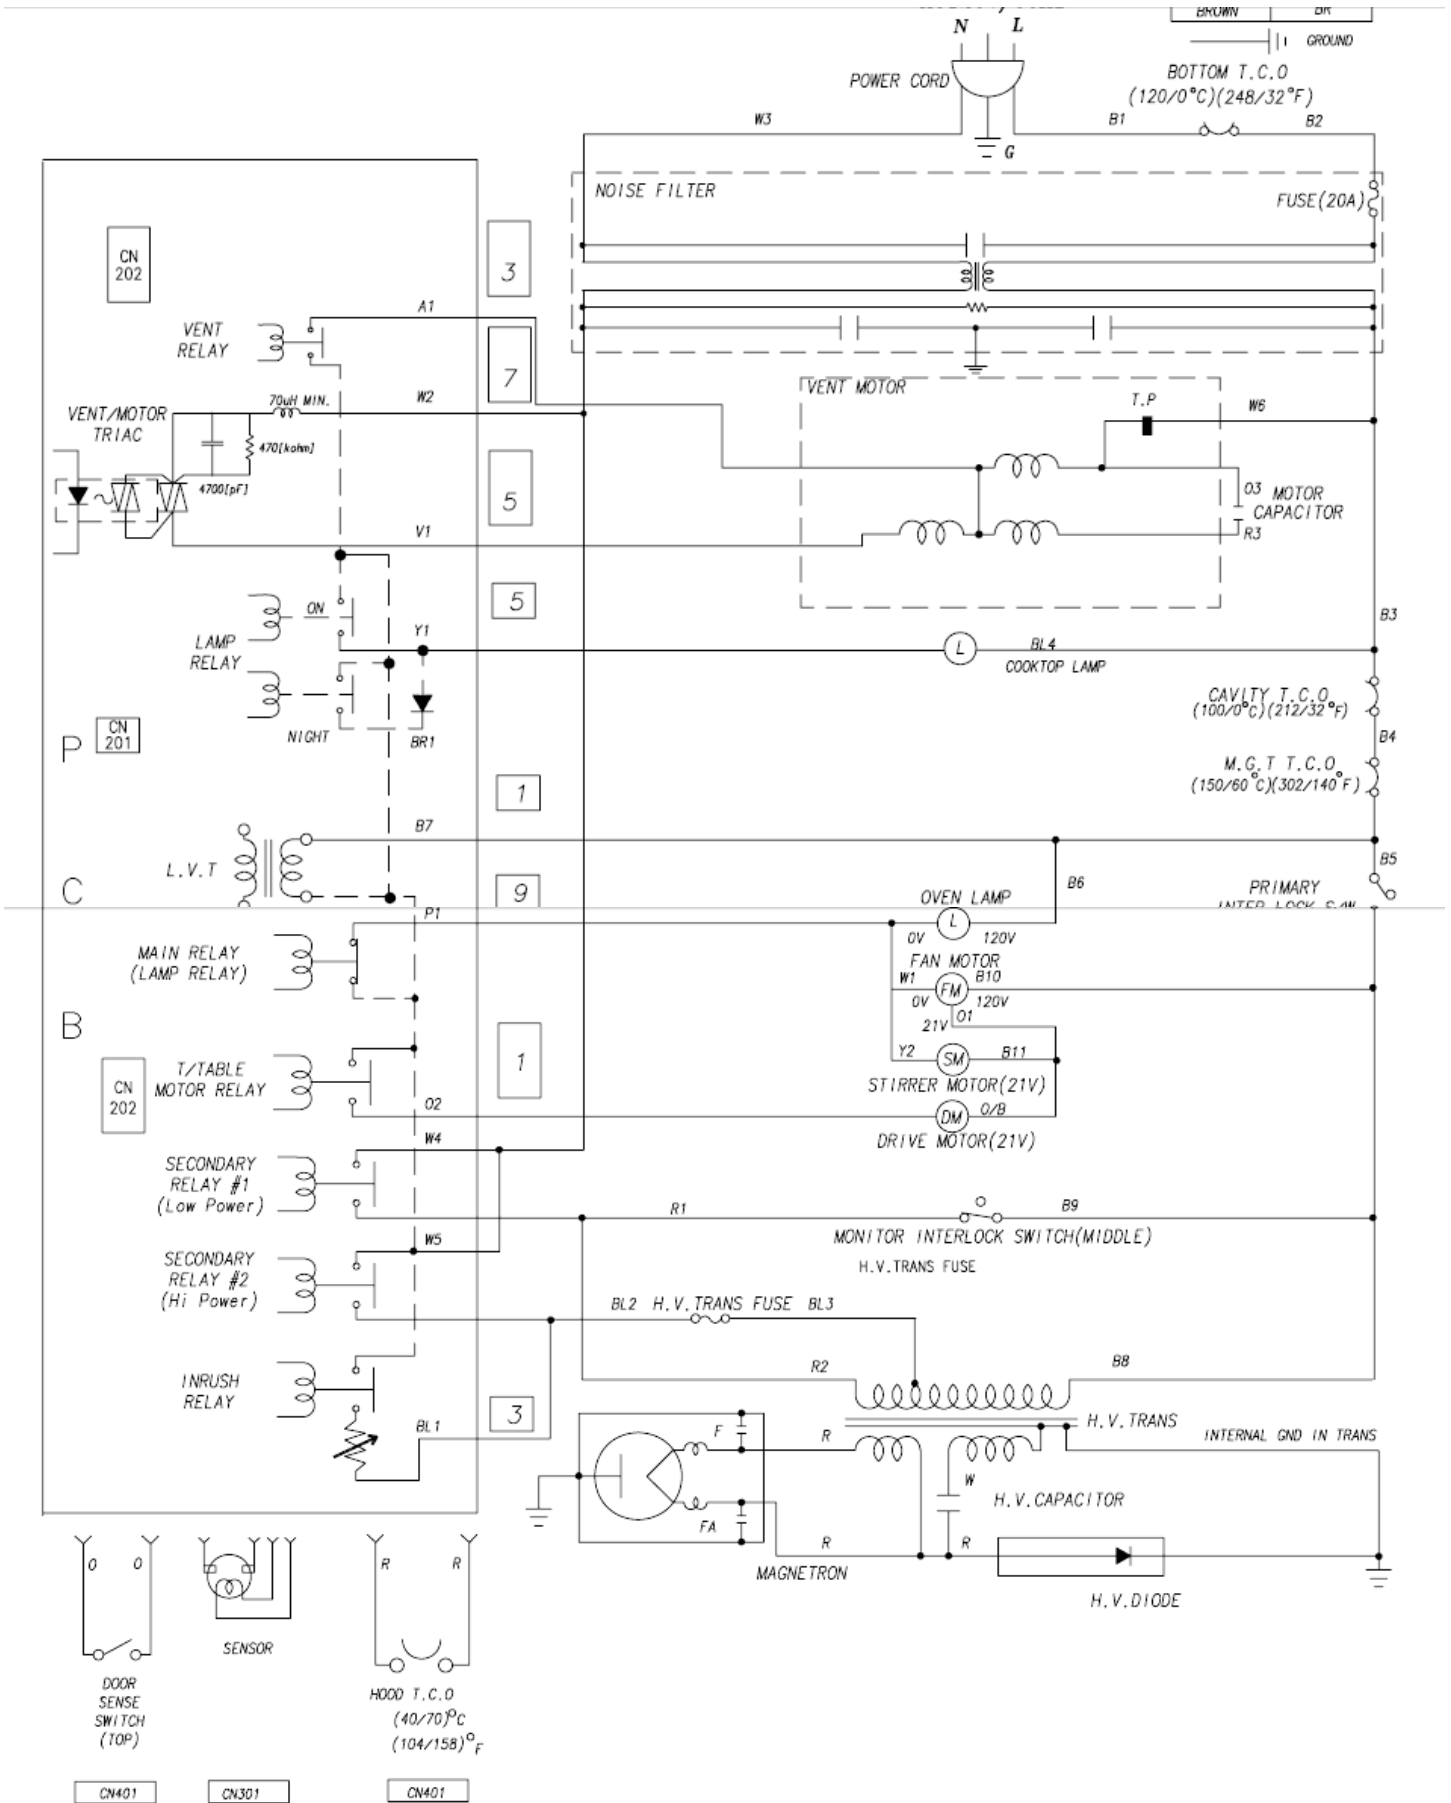 BROWN BR
N L
GROUND
POWER CORD
BOTTOM T.C.O
(120/0°C)(248/32°F)
W3
B1
B2
G
NOISE FILTER
FUSE(20A)
CN
202
3
A1
VENT
RELAY
7
VENT MOTOR
70uH MIN.
W2
T.P
W6
VENT/MOTOR
TRIAC
470[kohm]
4700[pF]
5
O3 MOTOR
CAPACITOR
R3
V1
5
ON
B3
LAMP
RELAY
Y1
L
BL4
COOKTOP LAMP
CAVITY T.C.O
(100/0°C)(212/32°F)
NIGHT
BR1
B4
P
CN
201
M.G.T T.C.O
(150/60°C)(302/140°F)
1
B7
L.V.T
B5
C
9
B6
PRIMARY
INTER LOCK S/W
OVEN LAMP
P1
L
0V 120V
MAIN RELAY
(LAMP RELAY)
FAN MOTOR
W1 FM B10
0V 120V
B
21V O1
1
Y2 SM B11
STIRRER MOTOR(21V)
CN
202
T/TABLE
MOTOR RELAY
O2
DM O/B
DRIVE MOTOR(21V)
W4
SECONDARY
RELAY #1
(Low Power)
R1
B9
MONITOR INTERLOCK SWITCH(MIDDLE)
W5
H.V.TRANS FUSE
SECONDARY
RELAY #2
(Hi Power)
BL2 H.V.TRANS FUSE BL3
R2
B8
INRUSH
RELAY
3
BL1
F
R
H.V.TRANS
INTERNAL GND IN TRANS
W
H.V.CAPACITOR
FA
R
R
MAGNETRON
H.V.DIODE
O O
R R
SENSOR
DOOR
SENSE
SWITCH
(TOP)
HOOD T.C.O
(40/70)°C
(104/158)°F
CN401
CN301
CN401